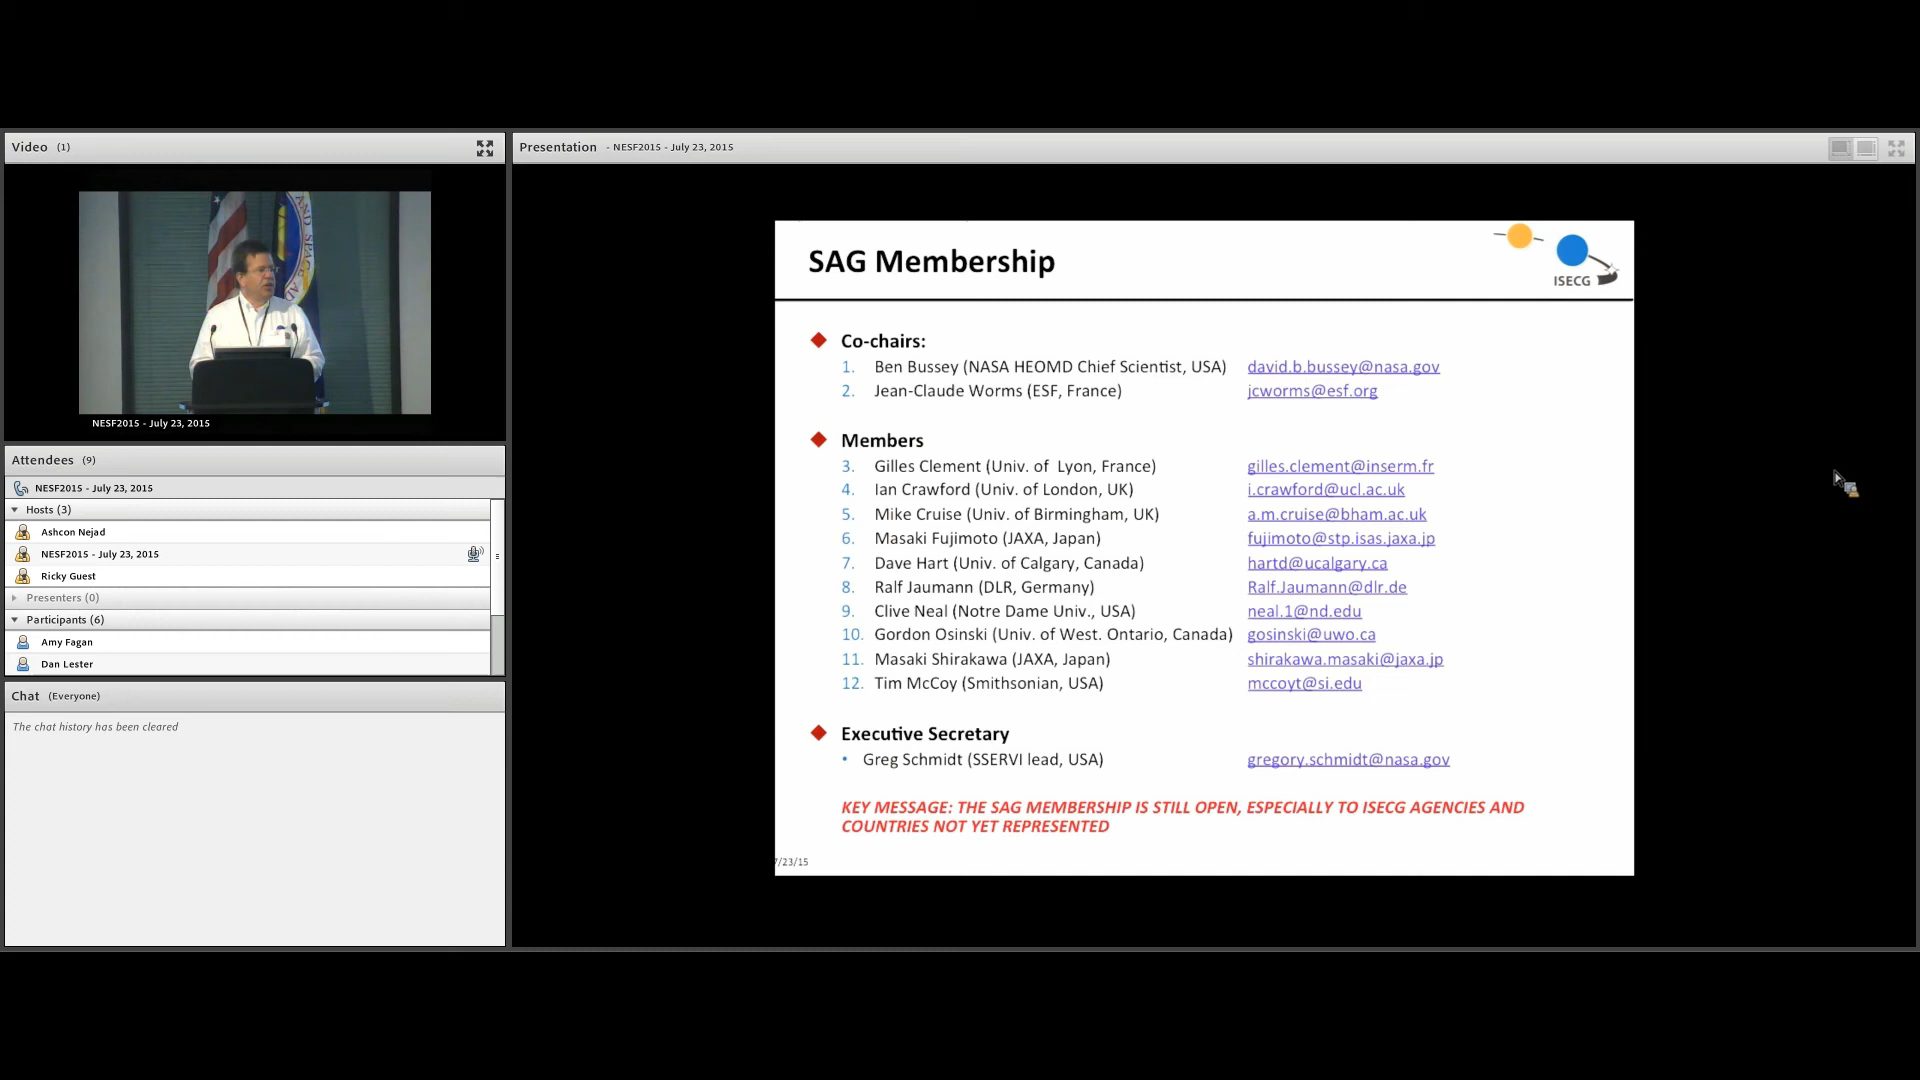 Video (1)
Presentation - NESF2015 - July 23, 2015
AND SPACE AD
NESF2015 - July 23, 2015
Attendees (9)
NESF2015 - July 23, 2015
Hosts (3)
Ashcon Nejad
NESF2015 - July 23, 2015
Ricky Guest
Presenters (0)
Participants (6)
Amy Fagan
Dan Lester
Chat (Everyone)
The chat history has been cleared
SAG Membership
ISECG
Co-chairs:
1. Ben Bussey (NASA HEOMD Chief Scientist, USA) david.b.bussey@nasa.gov
2. Jean-Claude Worms (ESF, France) jcworms@esf.org
Members
3. Gilles Clement (Univ. of Lyon, France) gilles.clement@inserm.fr
4. Ian Crawford (Univ. of London, UK) i.crawford@ucl.ac.uk
5. Mike Cruise (Univ. of Birmingham, UK) a.m.cruise@bham.ac.uk
6. Masaki Fujimoto (JAXA, Japan) fujimoto@stp.isas.jaxa.jp
7. Dave Hart (Univ. of Calgary, Canada) hartd@ucalgary.ca
8. Ralf Jaumann (DLR, Germany) Ralf.Jaumann@dlr.de
9. Clive Neal (Notre Dame Univ., USA) neal.1@nd.edu
10. Gordon Osinski (Univ. of West. Ontario, Canada) gosinski@uwo.ca
11. Masaki Shirakawa (JAXA, Japan) shirakawa.masaki@jaxa.jp
12. Tim McCoy (Smithsonian, USA) mccoyt@si.edu
Executive Secretary
• Greg Schmidt (SSERVI lead, USA) gregory.schmidt@nasa.gov
KEY MESSAGE: THE SAG MEMBERSHIP IS STILL OPEN, ESPECIALLY TO ISECG AGENCIES AND
COUNTRIES NOT YET REPRESENTED
7/23/15